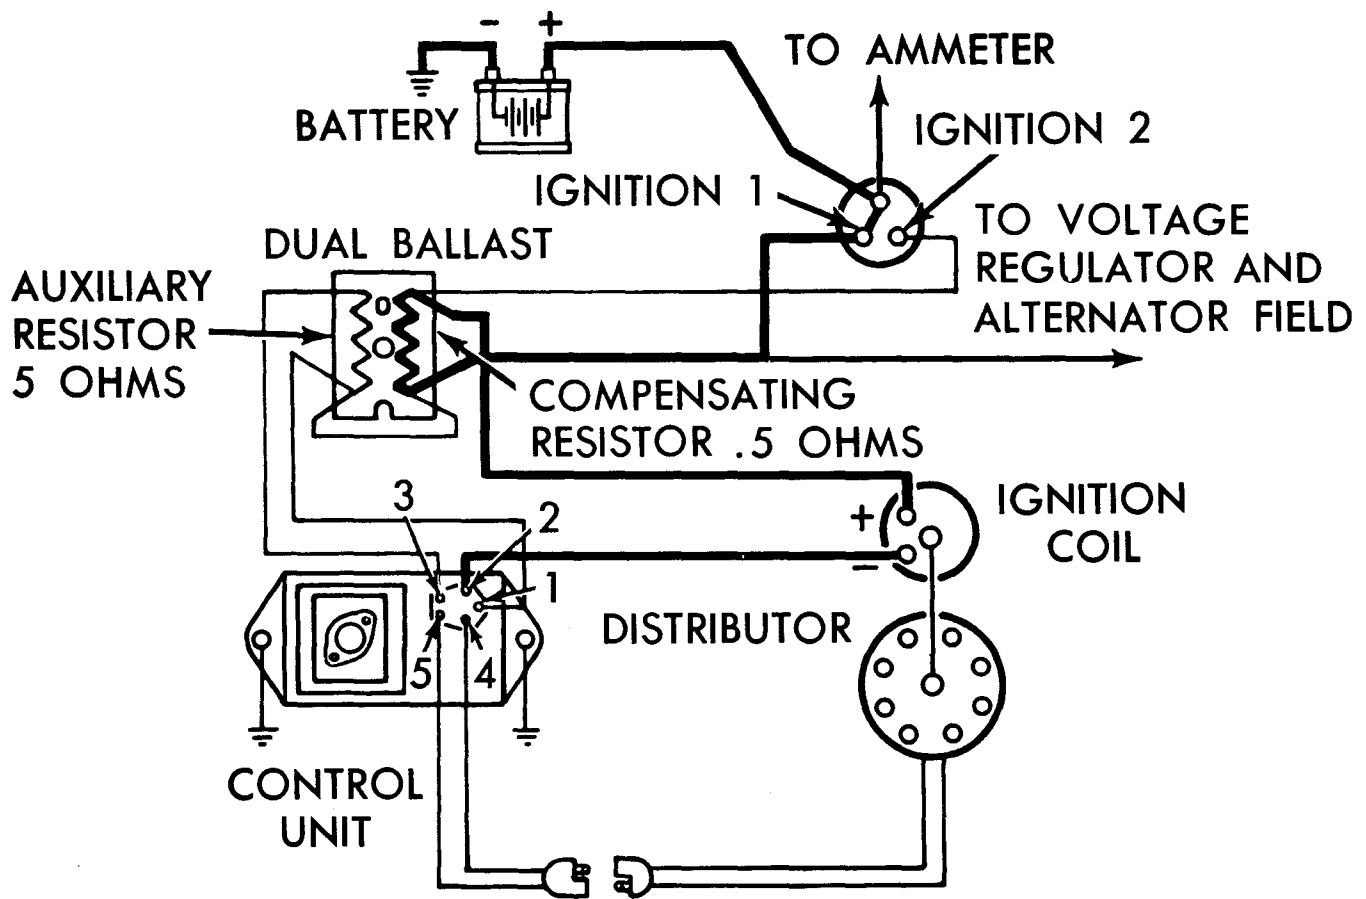 - +
TO AMMETER
BATTERY
IGNITION 2
IGNITION 1
TO VOLTAGE
REGULATOR AND
ALTERNATOR FIELD
DUAL BALLAST
AUXILIARY
RESISTOR
5 OHMS
COMPENSATING
RESISTOR .5 OHMS
3
2
1
5
4
+
-
IGNITION
COIL
DISTRIBUTOR
CONTROL
UNIT